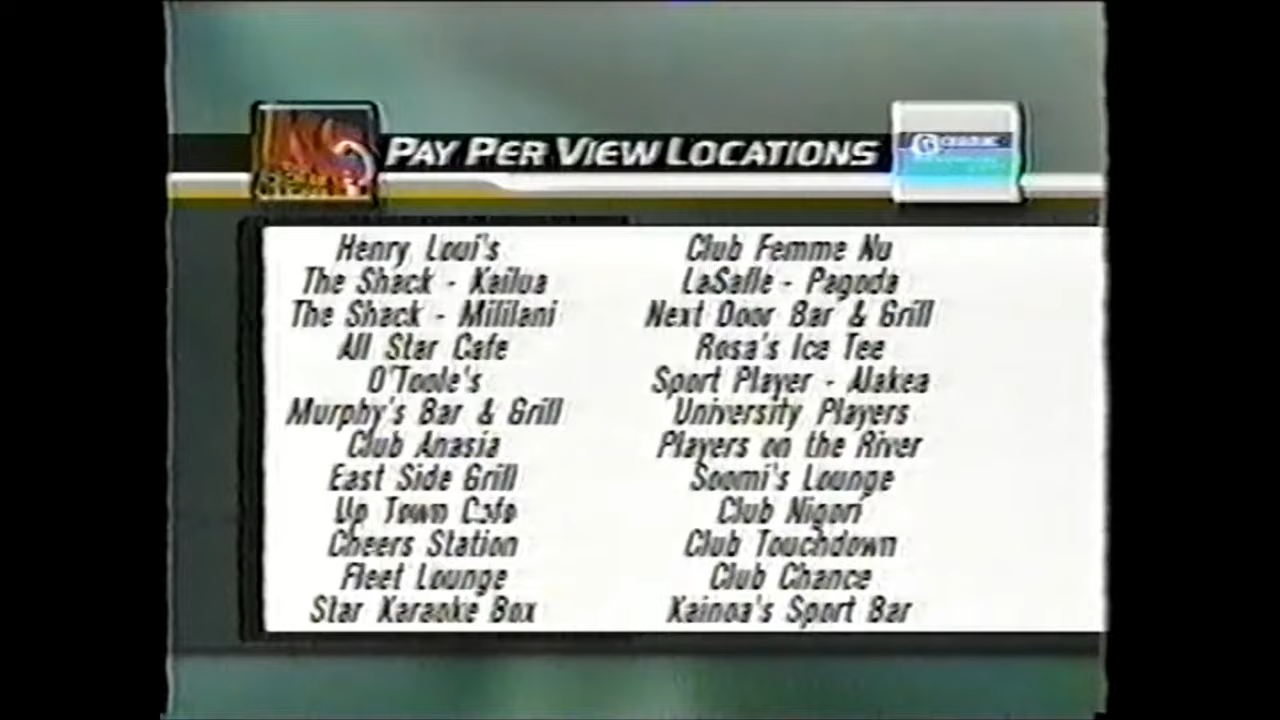 PAY PER VIEW LOCATIONS
Henry Loui's
The Shack - Kailua
The Shack - Mililani
All Star Cafe
O'Toole's
Murphy's Bar & Grill
Club Anasia
East Side Grill
Up Town Cafe
Cheers Station
Fleet Lounge
Star Karaoke Box
Club Femme Nu
LaSalle - Pagoda
Next Door Bar & Grill
Rosa's Ice Tee
Sport Player - Alakea
University Players
Players on the River
Soomi's Lounge
Club Nigori
Club Touchdown
Club Chance
Kainoa's Sport Bar